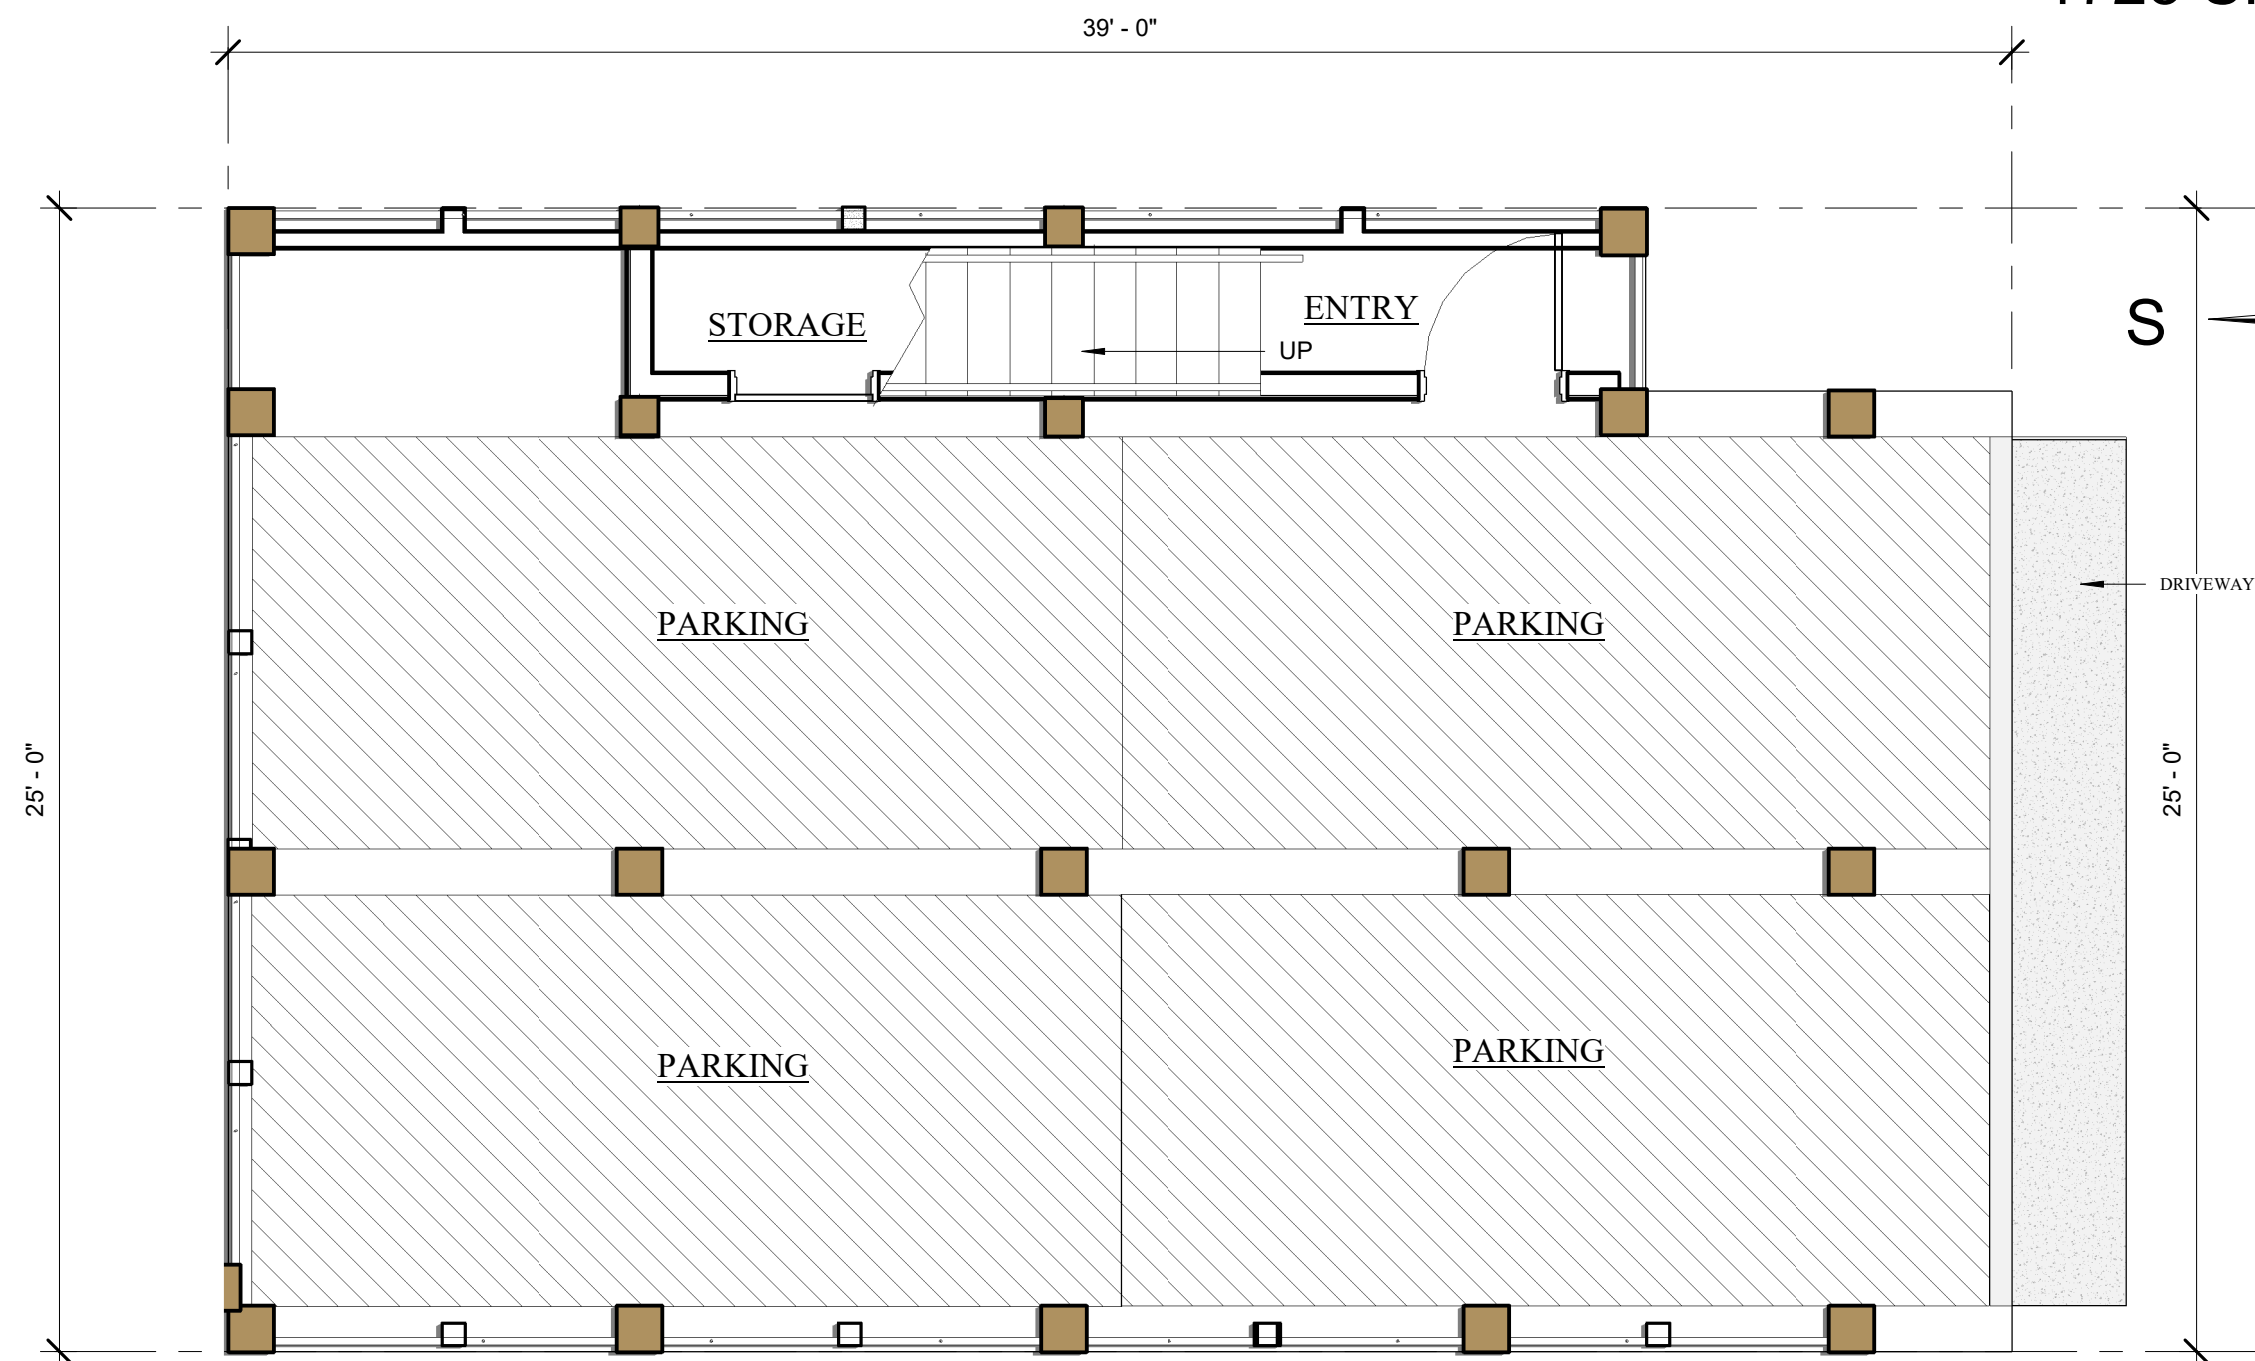 39' - 0"
S
STORAGE
ENTRY
UP
DRIVEWAY
PARKING
PARKING
25' - 0"
25' - 0"
PARKING
PARKING